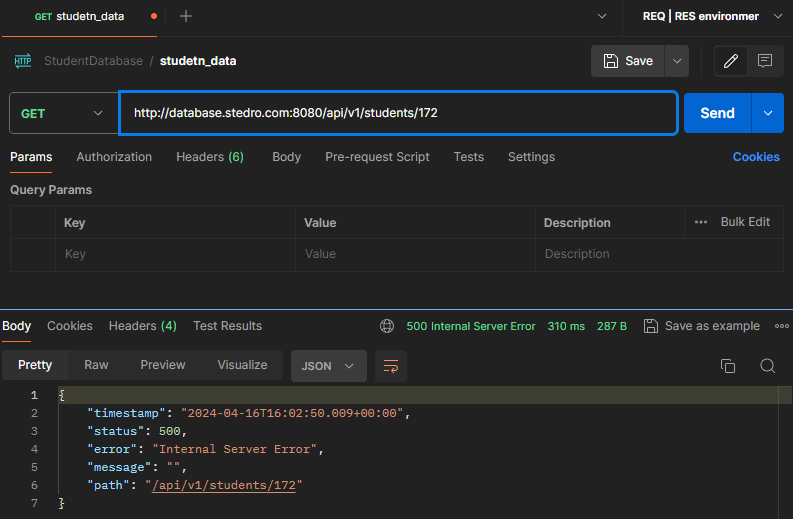 GET studetn_data
REQ | RES environmer
HTTP StudentDatabase / studetn_data Save
GET http://database.stedro.com:8080/api/v1/students/172 Send
Params Authorization Headers (6) Body Pre-request Script Tests Settings Cookies
Query Params
Key Value Description ••• Bulk Edit
Key Value Description
Body Cookies Headers (4) Test Results 500 Internal Server Error 310 ms 287 B Save as example
Pretty Raw Preview Visualize JSON
1 {
2 "timestamp": "2024-04-16T16:02:50.009+00:00",
3 "status": 500,
4 "error": "Internal Server Error",
5 "message": "",
6 "path": "/api/v1/students/172"
7 }